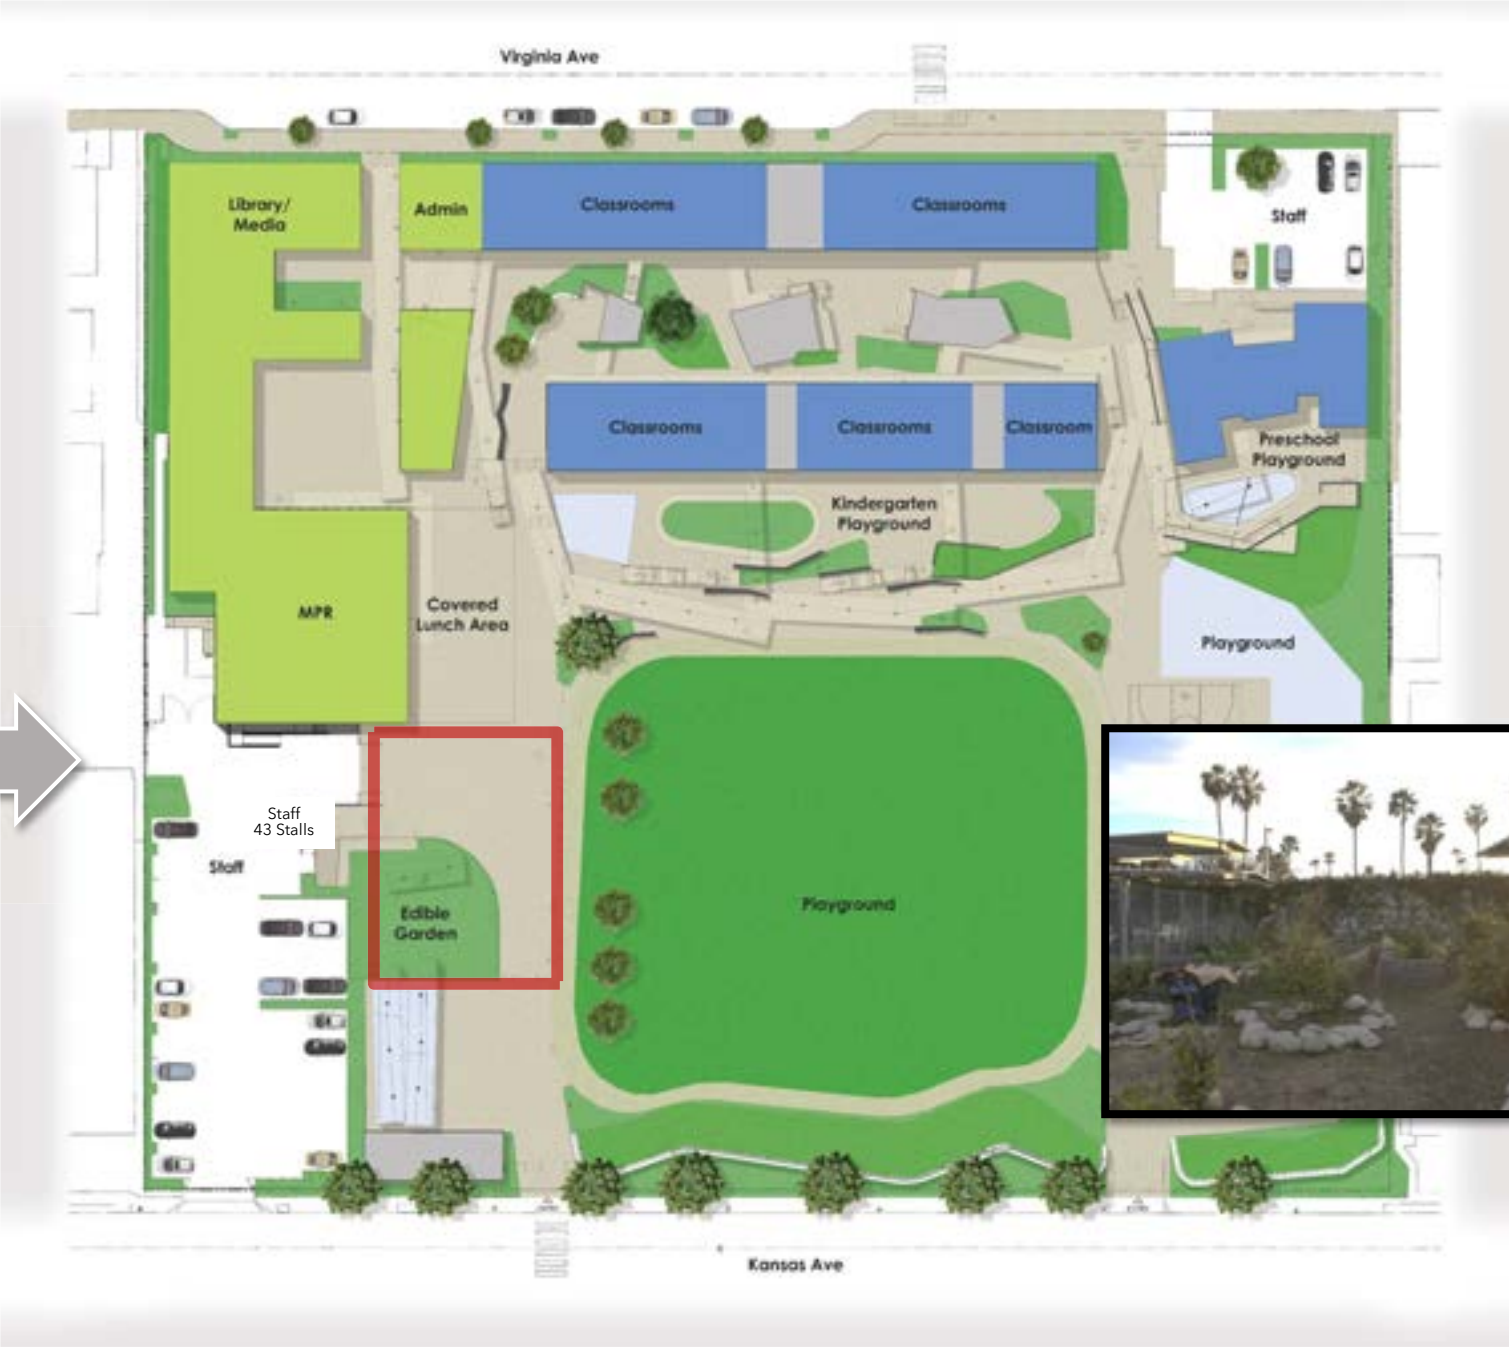 Virginia Ave
Library/
Media
Admin
Classrooms
Classrooms
Staff
Classrooms
Classrooms
Classroom
Preschool
Playground
Kindergarten
Playground
MPR
Covered
Lunch Area
Playground
Staff
43 Stalls
Staff
Edible
Garden
Playground
Kansas Ave